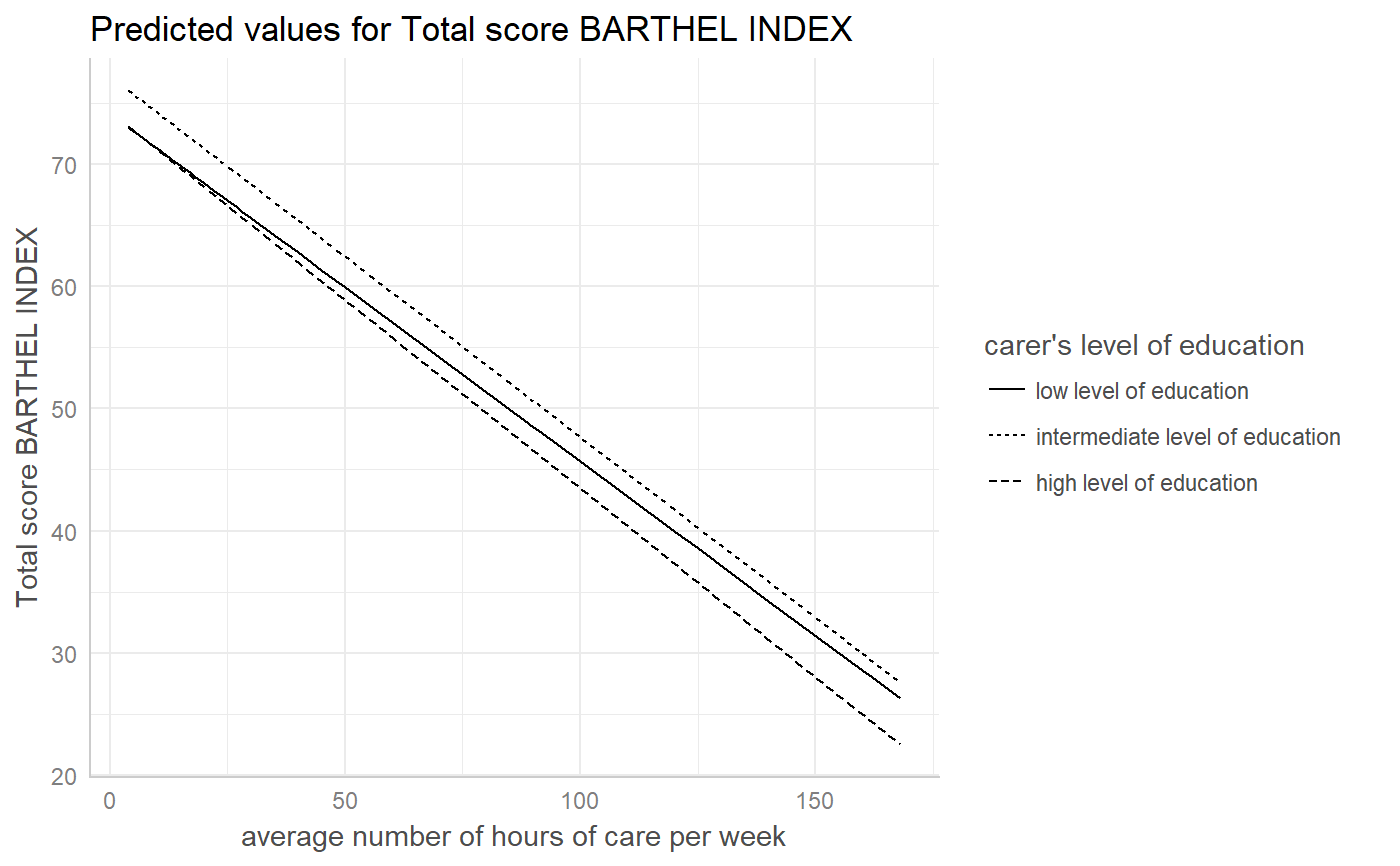 Predicted values for Total score BARTHEL INDEX
Total score BARTHEL INDEX
70
60
50
40
30
20
0 50 100 150
average number of hours of care per week
carer's level of education
low level of education
intermediate level of education
high level of education